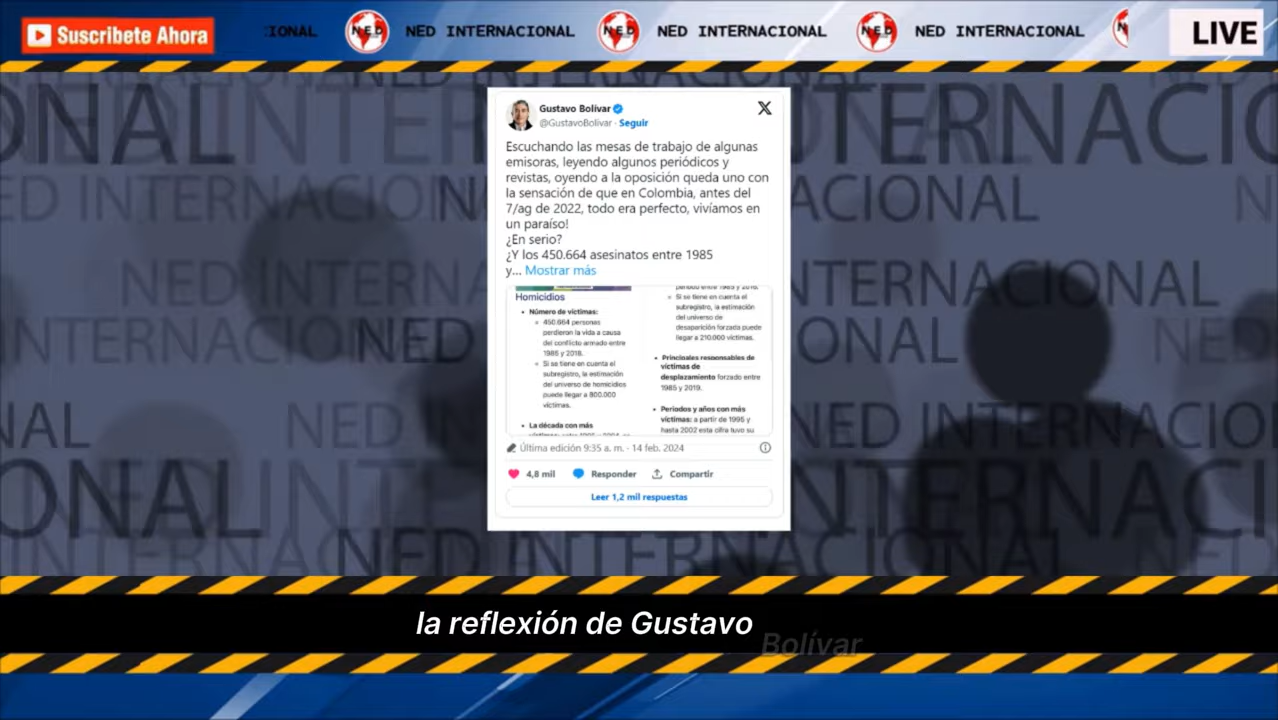 Suscribete Ahora
IONAL
N.E.D
NED INTERNACIONAL
N.E.D
NED INTERNACIONAL
N.E.D
NED INTERNACIONAL
LIVE
Gustavo Bolívar
@GustavoBolivar · Seguir
X
Escuchando las mesas de trabajo de algunas
emisoras, leyendo algunos periódicos y
revistas, oyendo a la oposición queda uno con
la sensación de que en Colombia, antes del
7/ag de 2022, todo era perfecto, vivíamos en
un paraíso!
¿En serio?
¿Y los 450.664 asesinatos entre 1985
y... Mostrar más
Homicidios
• Número de víctimas:
450.664 personas
perdieron la vida a causa
del conflicto armado entre
1985 y 2018.
Si se tiene en cuenta el
subregistro, la estimación
del universo de homicidios
puede llegar a 800.000
víctimas.
• La década con más
Si se tiene en cuenta el
subregistro, la estimación
del universo de
desaparición forzada puede
llegar a 210.000 víctimas.
• Principales responsables de
víctimas de
desplazamiento forzado entre
1985 y 2019.
• Periodos y años con más
víctimas: a partir de 1995 y
hasta 2002 esta cifra tuvo su
Última edición 9:35 a. m. · 14 feb. 2024
4,8 mil
Responder
Compartir
Leer 1,2 mil respuestas
la reflexión de Gustavo Bolívar